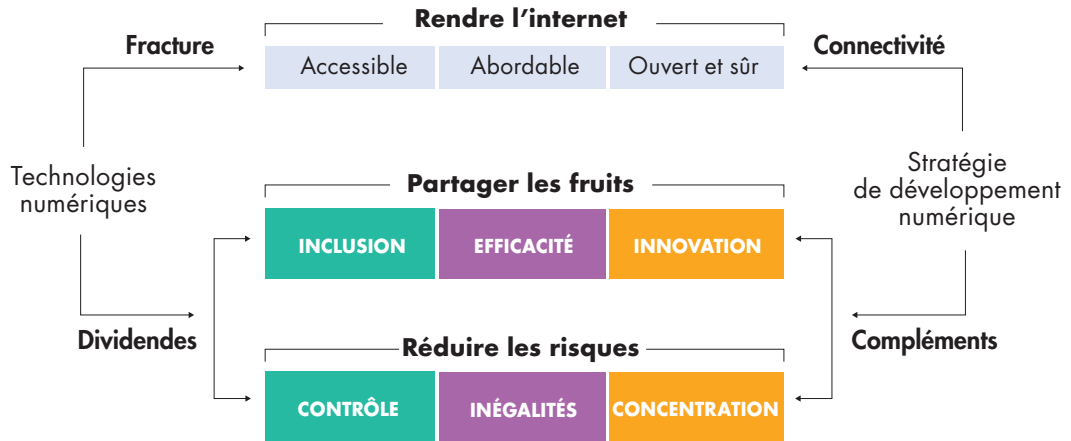 Rendre l’internet
Fracture
Connectivité
Accessible
Abordable
Ouvert et sûr
Technologies
numériques
Stratégie
de développement
numérique
Partager les fruits
INCLUSION
EFFICACITÉ
INNOVATION
Dividendes
Compléments
Réduire les risques
CONTRÔLE
INÉGALITÉS
CONCENTRATION